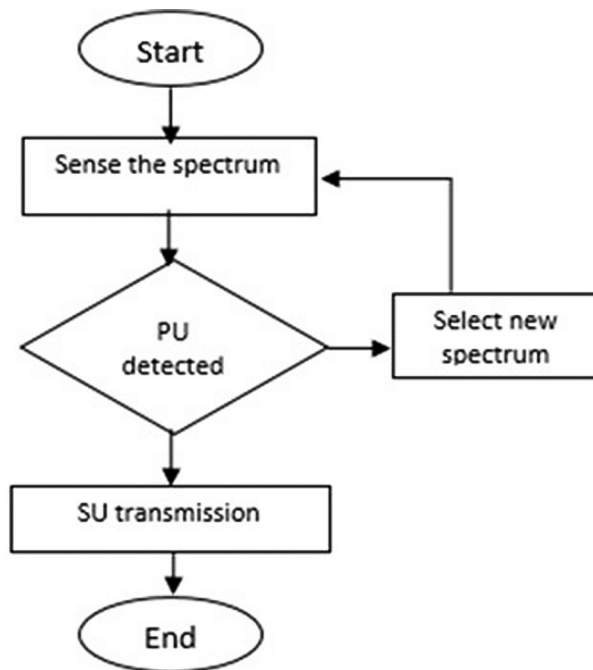 Start
Sense the spectrum
PU
detected
Select new
spectrum
SU transmission
End